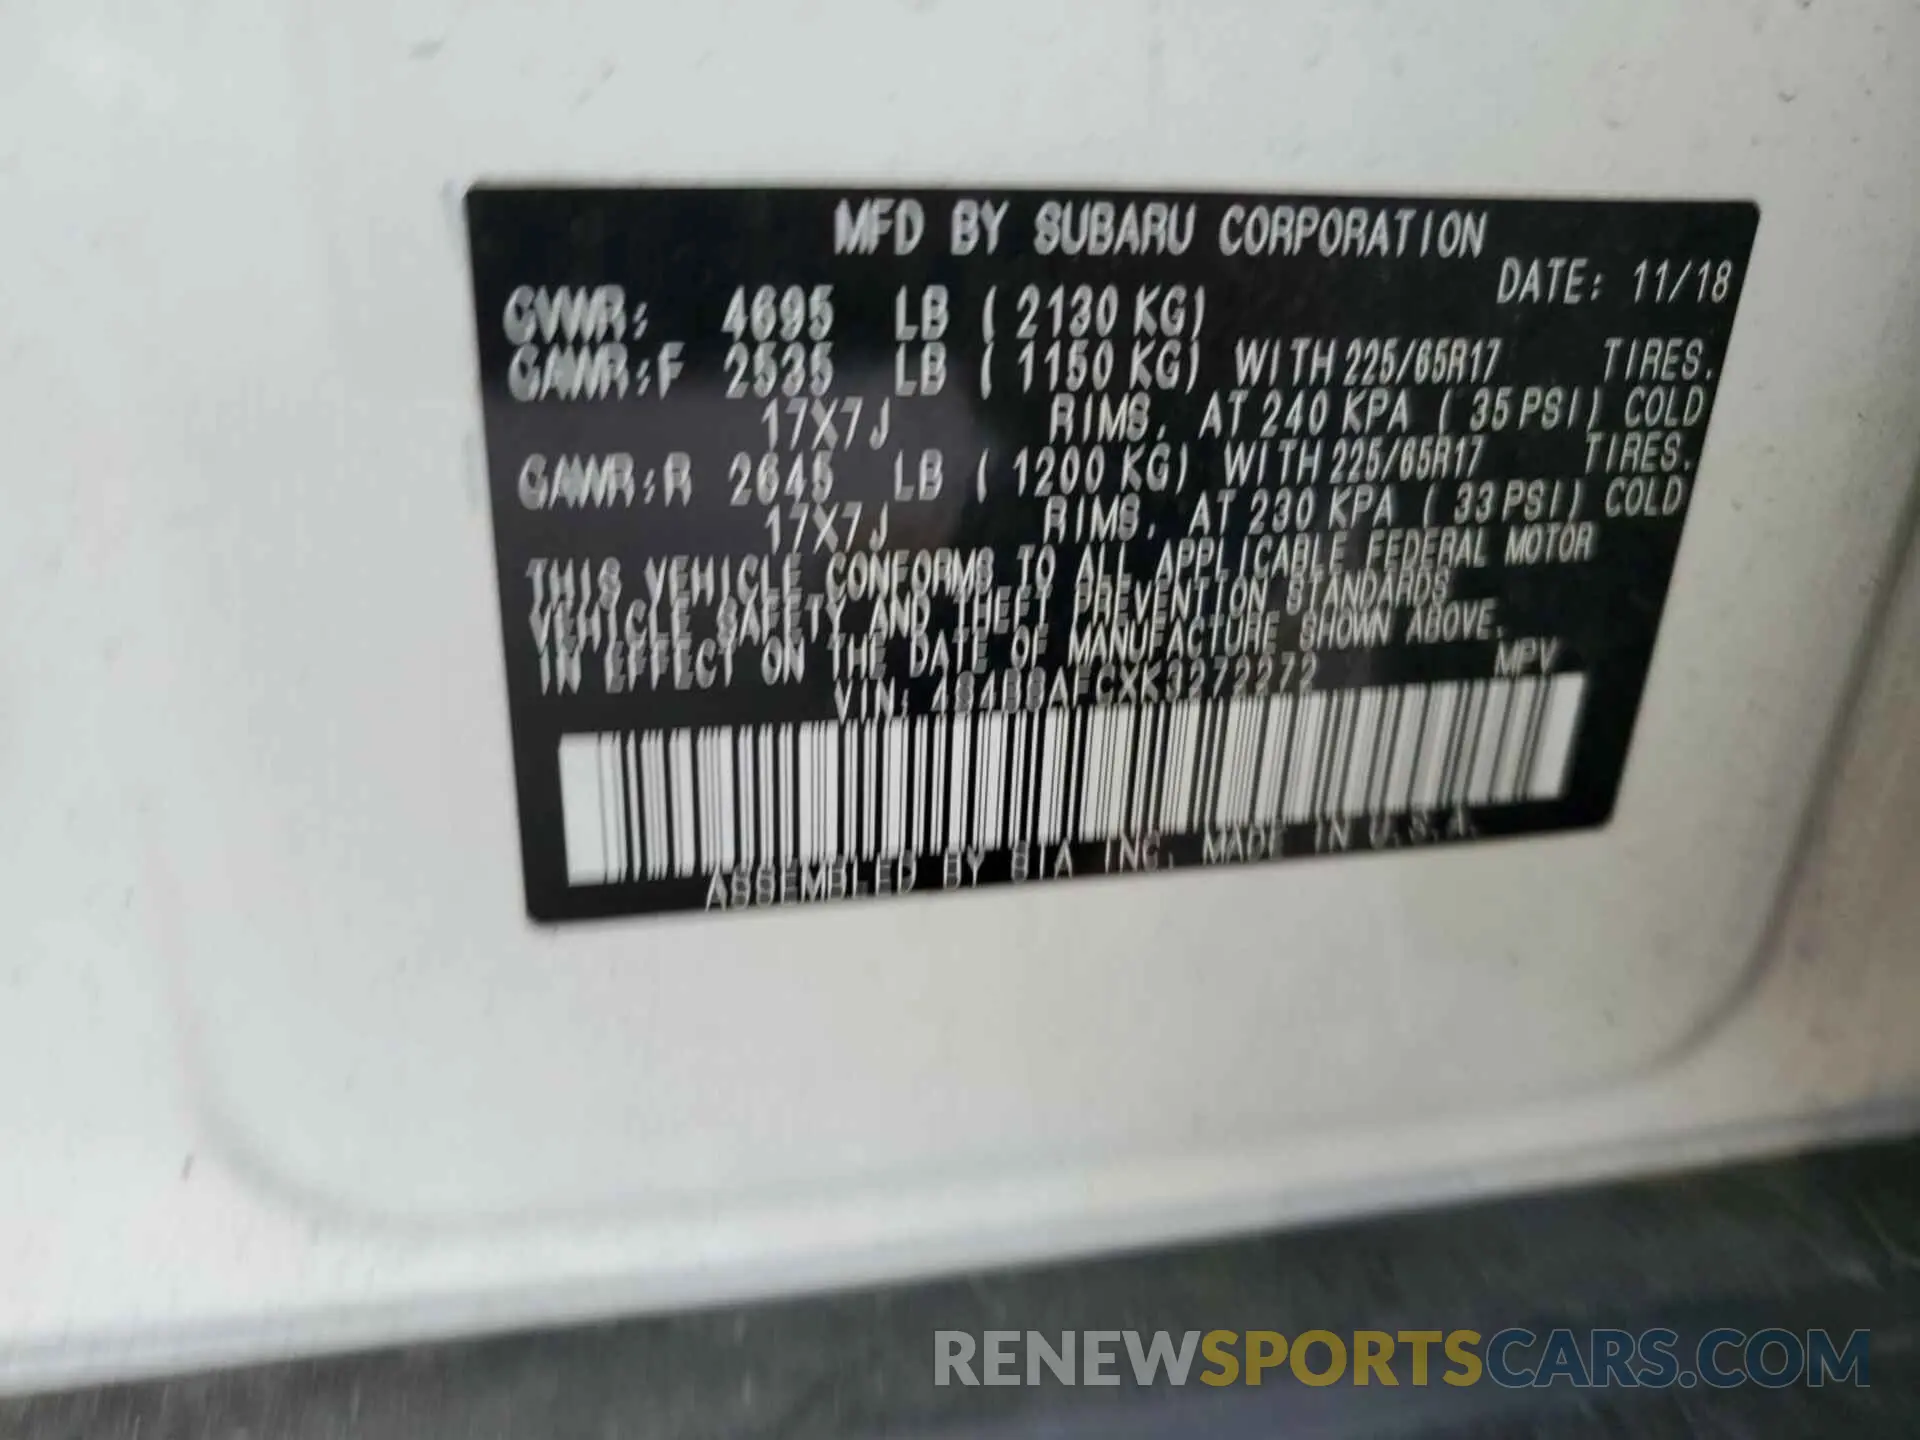 MFD BY SUBARU CORPORATION
DATE: 11/18
GVWR: 4695 LB ( 2130 KG)
GAWR:F 2535 LB ( 1150 KG) WITH 225/65R17 TIRES,
17X7J RIMS, AT 240 KPA ( 35 PSI) COLD
GAWR:R 2645 LB ( 1200 KG) WITH 225/65R17 TIRES,
17X7J RIMS, AT 230 KPA ( 33 PSI) COLD
THIS VEHICLE CONFORMS TO ALL APPLICABLE FEDERAL MOTOR
VEHICLE SAFETY AND THEFT PREVENTION STANDARDS
IN EFFECT ON THE DATE OF MANUFACTURE SHOWN ABOVE.
VIN: 4S4BSAFCXK3272272 MPV
ASSEMBLED BY SIA INC, MADE IN U.S.A.
RENEWSPORTSCARS.COM